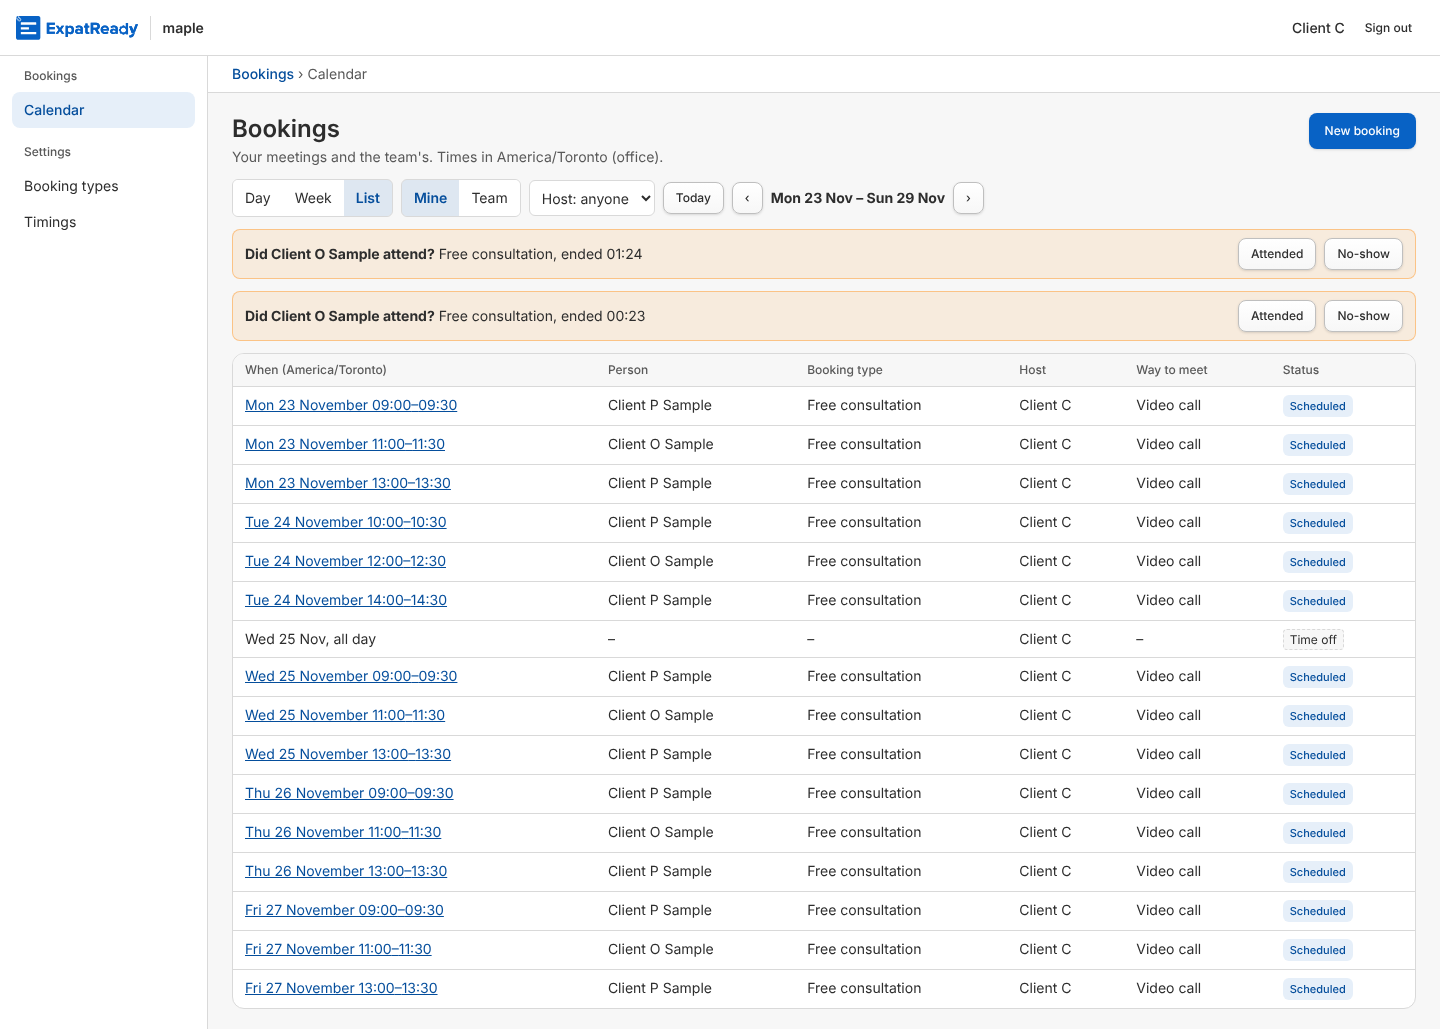 ExpatReady maple Client C Sign out
Bookings
Calendar
Settings
Booking types
Timings
Bookings › Calendar
Bookings
New booking
Your meetings and the team's. Times in America/Toronto (office).
Day Week List Mine Team Host: anyone Today ‹ Mon 23 Nov – Sun 29 Nov ›
Did Client O Sample attend? Free consultation, ended 01:24 Attended No-show
Did Client O Sample attend? Free consultation, ended 00:23 Attended No-show
When (America/Toronto) Person Booking type Host Way to meet Status
Mon 23 November 09:00–09:30 Client P Sample Free consultation Client C Video call Scheduled
Mon 23 November 11:00–11:30 Client O Sample Free consultation Client C Video call Scheduled
Mon 23 November 13:00–13:30 Client P Sample Free consultation Client C Video call Scheduled
Tue 24 November 10:00–10:30 Client P Sample Free consultation Client C Video call Scheduled
Tue 24 November 12:00–12:30 Client O Sample Free consultation Client C Video call Scheduled
Tue 24 November 14:00–14:30 Client P Sample Free consultation Client C Video call Scheduled
Wed 25 Nov, all day – – Client C – Time off
Wed 25 November 09:00–09:30 Client P Sample Free consultation Client C Video call Scheduled
Wed 25 November 11:00–11:30 Client O Sample Free consultation Client C Video call Scheduled
Wed 25 November 13:00–13:30 Client P Sample Free consultation Client C Video call Scheduled
Thu 26 November 09:00–09:30 Client P Sample Free consultation Client C Video call Scheduled
Thu 26 November 11:00–11:30 Client O Sample Free consultation Client C Video call Scheduled
Thu 26 November 13:00–13:30 Client P Sample Free consultation Client C Video call Scheduled
Fri 27 November 09:00–09:30 Client P Sample Free consultation Client C Video call Scheduled
Fri 27 November 11:00–11:30 Client O Sample Free consultation Client C Video call Scheduled
Fri 27 November 13:00–13:30 Client P Sample Free consultation Client C Video call Scheduled